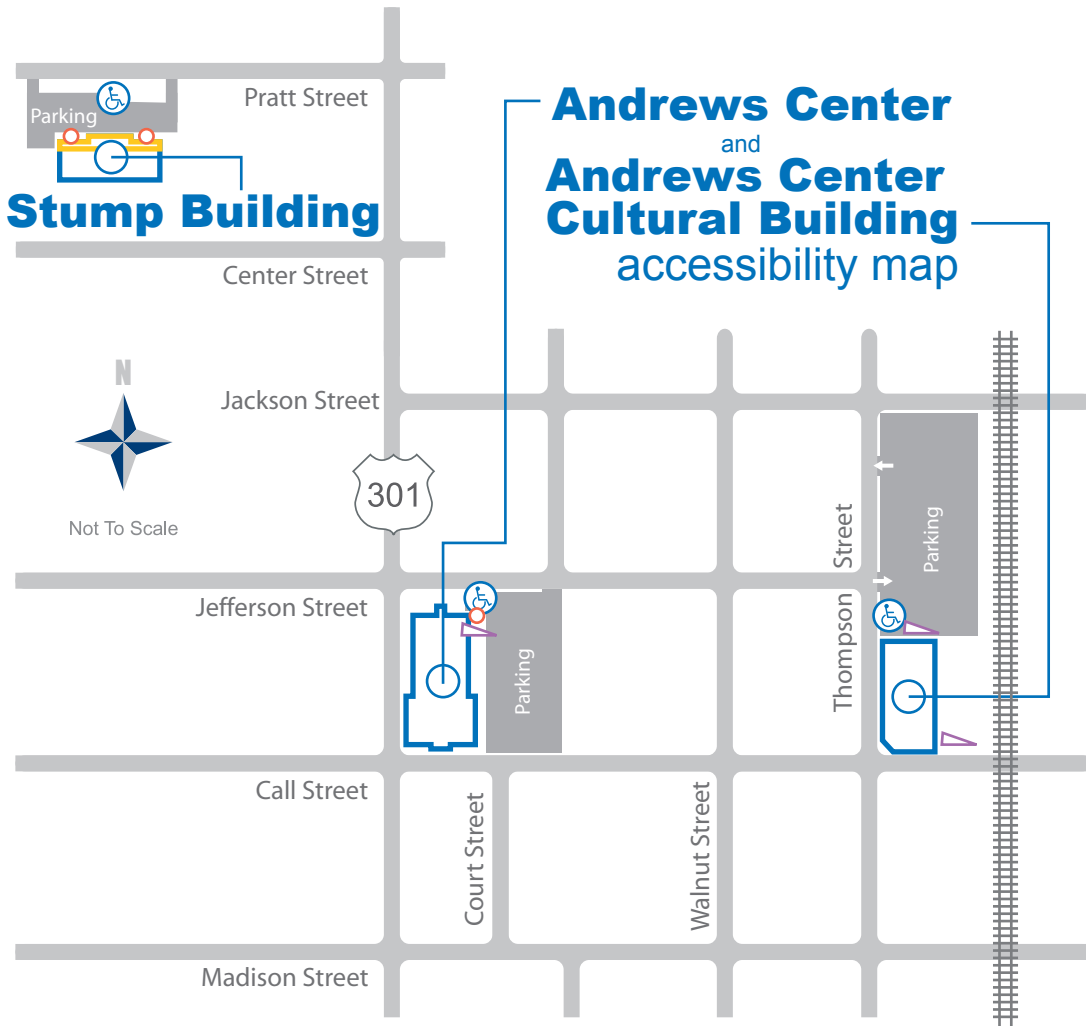 Pratt Street
Parking
Andrews Center
and
Andrews Center
Cultural Building
accessibility map
Stump Building
Center Street
N
Jackson Street
301
Not To Scale
Parking
Thompson Street
Jefferson Street
Parking
Call Street
Court Street
Walnut Street
Madison Street